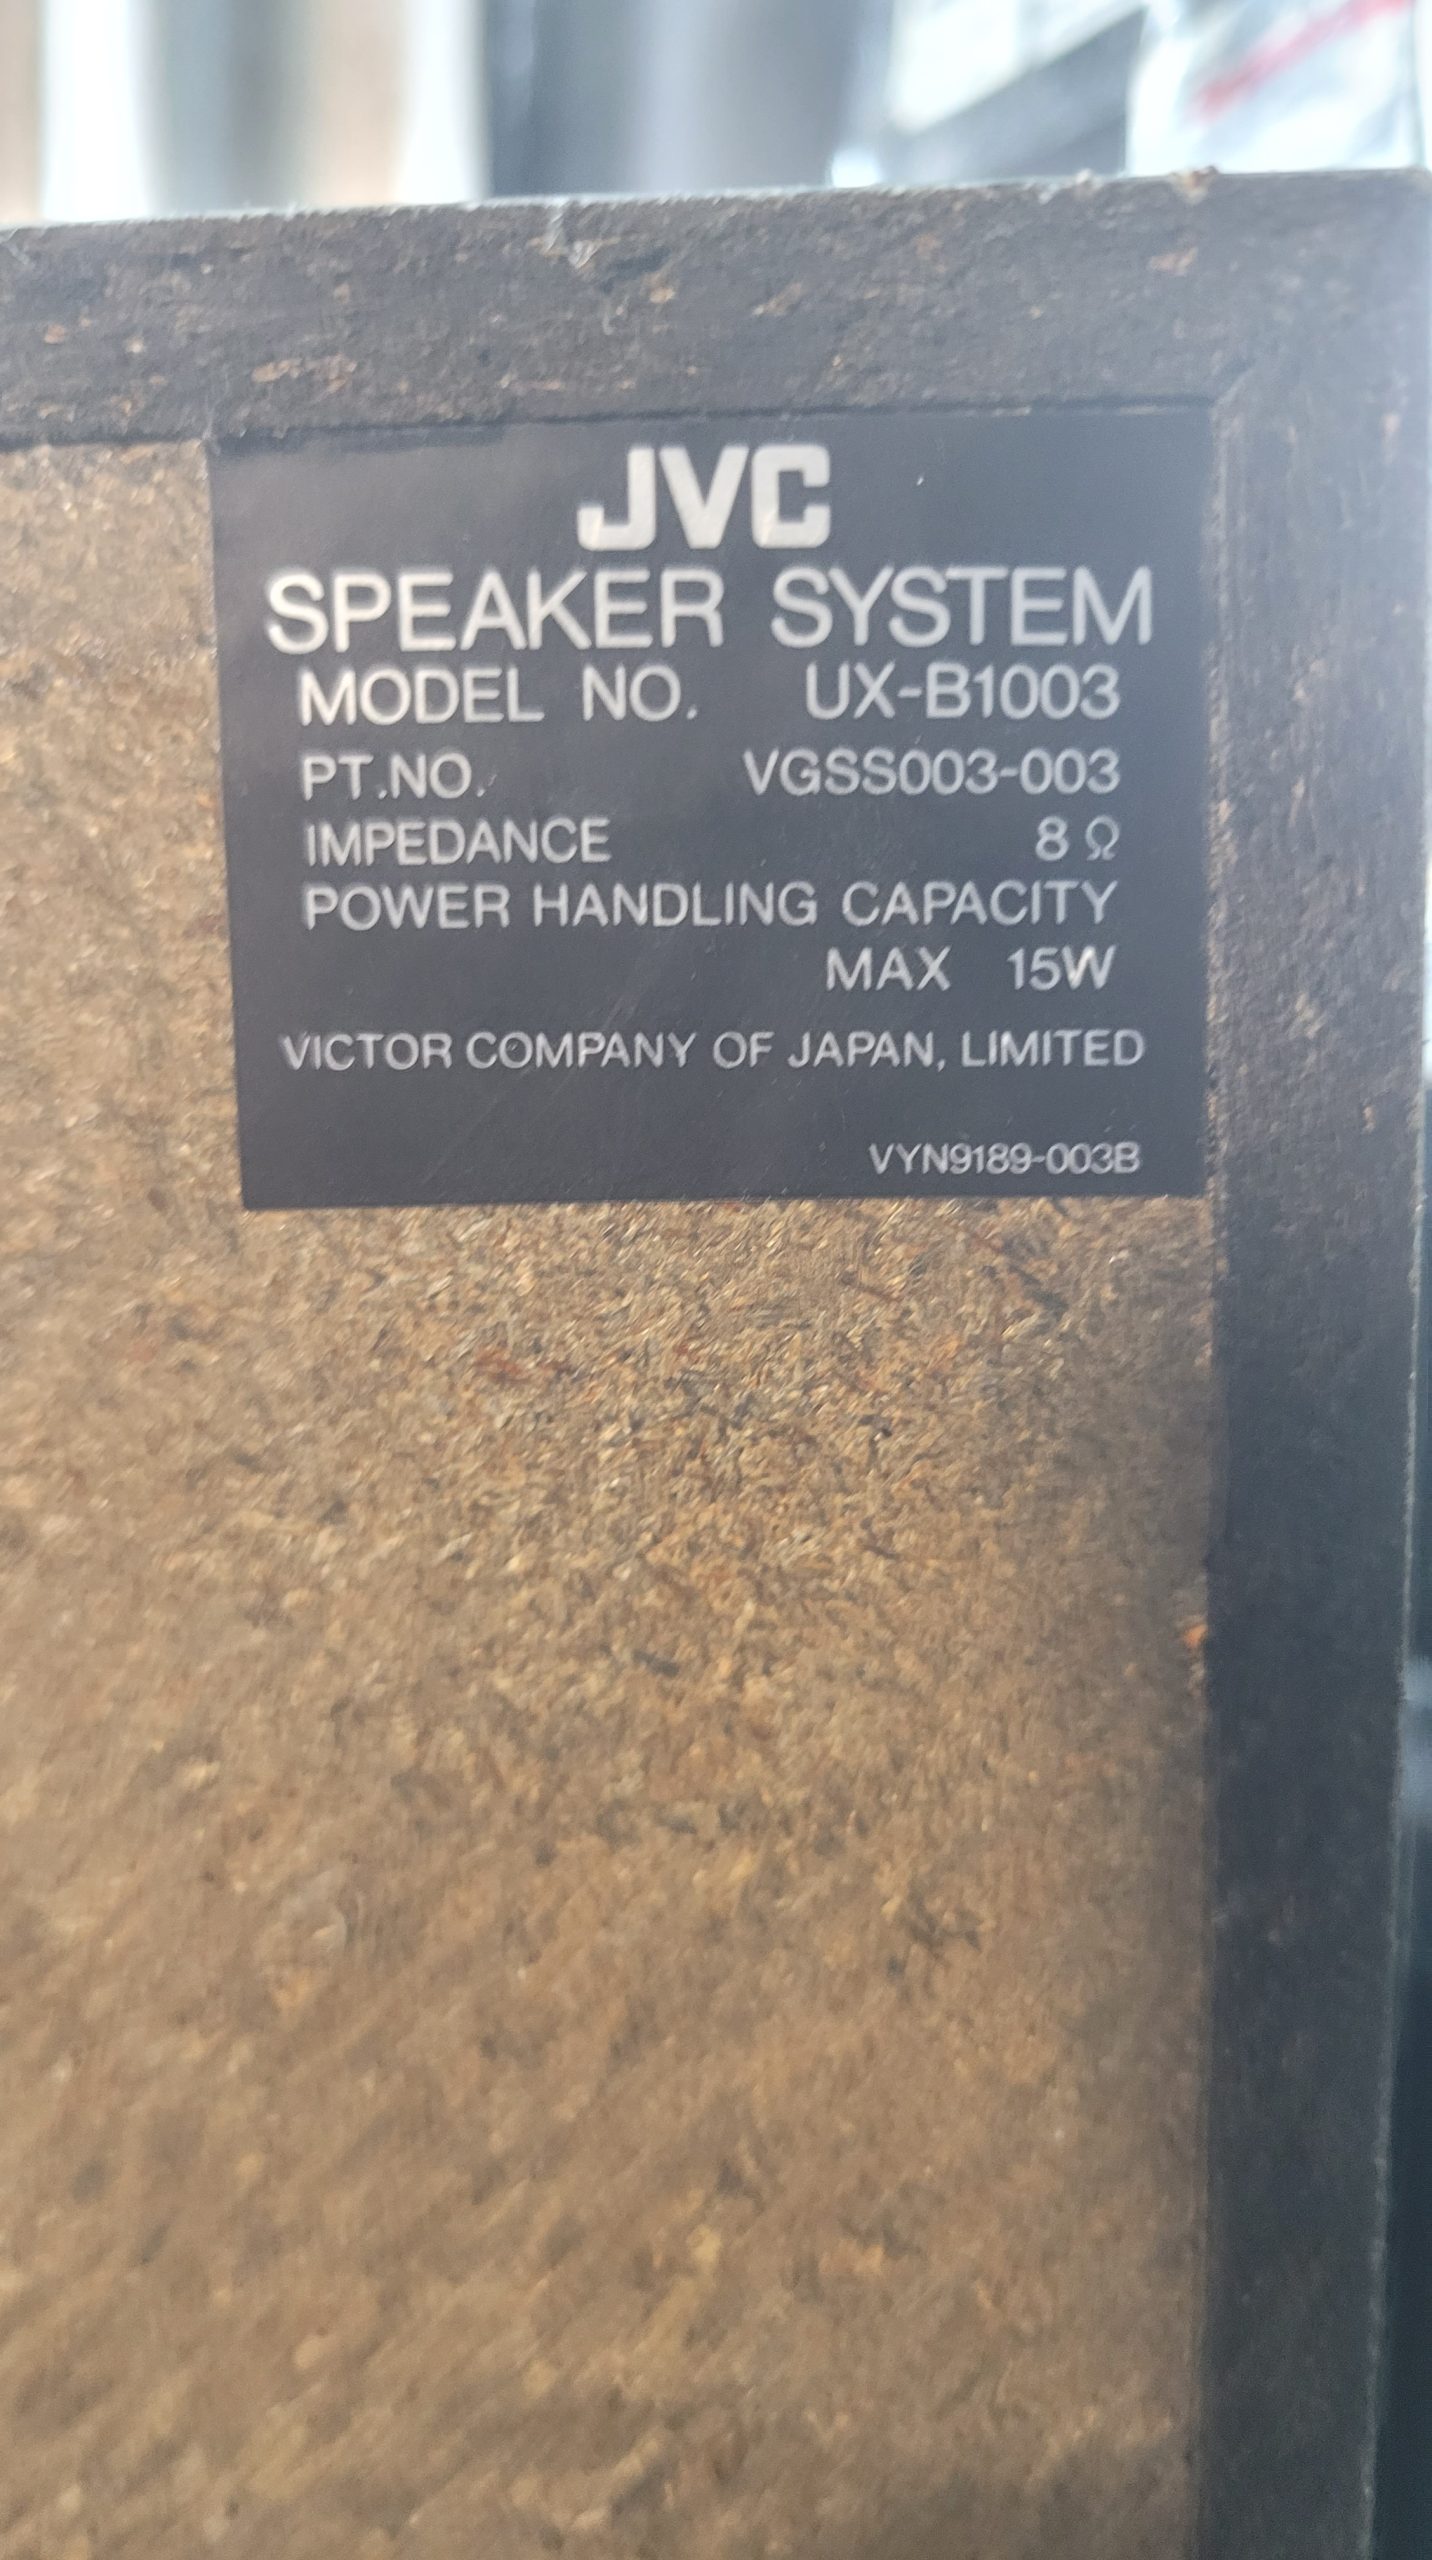 JVC
SPEAKER SYSTEM
MODEL NO. UX-B1003
PT.NO. VGSS003-003
IMPEDANCE 8 Ω
POWER HANDLING CAPACITY
MAX 15W
VICTOR COMPANY OF JAPAN, LIMITED
VYN9189-003B